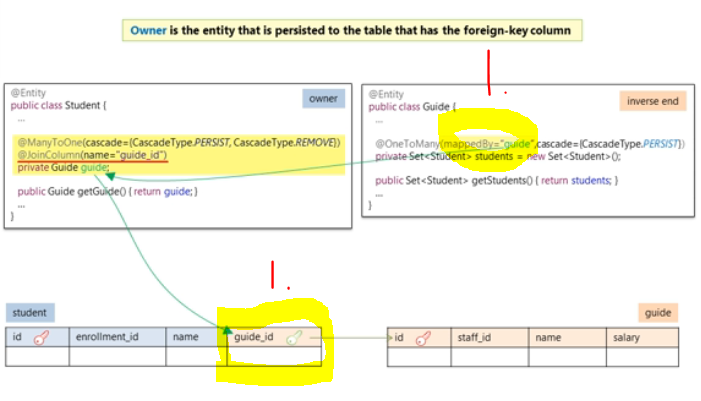 Owner is the entity that is persisted to the table that has the foreign-key column
1.
@Entity
public class Student {
owner
...
@ManyToOne(cascade={CascadeType.PERSIST, CascadeType.REMOVE})
@JoinColumn(name="guide_id")
private Guide guide;
public Guide getGuide() { return guide; }
...
}
@Entity
public class Guide {
inverse end
...
@OneToMany(mappedBy="guide",cascade={CascadeType.PERSIST})
private Set<Student> students = new Set<Student>();
public Set<Student> getStudents() { return students; }
...
}
1.
student
id enrollment_id name guide_id
guide
id staff_id name salary